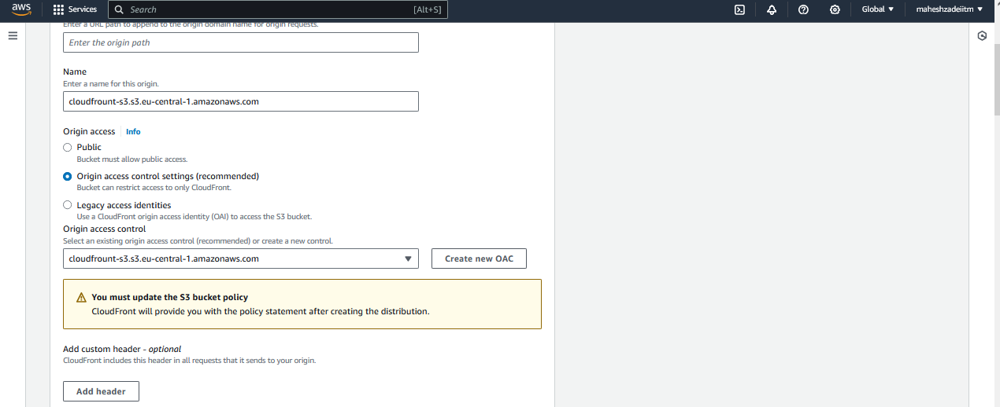 aws
Services
Search
[Alt+S]
Global
maheshzadeiitm
Enter a URL path to append to the origin domain name for origin requests.
Enter the origin path
Name
Enter a name for this origin.
cloudfrount-s3.s3.eu-central-1.amazonaws.com
Origin access
Info
Public
Bucket must allow public access.
Origin access control settings (recommended)
Bucket can restrict access to only CloudFront.
Legacy access identities
Use a CloudFront origin access identity (OAI) to access the S3 bucket.
Origin access control
Select an existing origin access control (recommended) or create a new control.
cloudfrount-s3.s3.eu-central-1.amazonaws.com
Create new OAC
You must update the S3 bucket policy
CloudFront will provide you with the policy statement after creating the distribution.
Add custom header - optional
CloudFront includes this header in all requests that it sends to your origin.
Add header